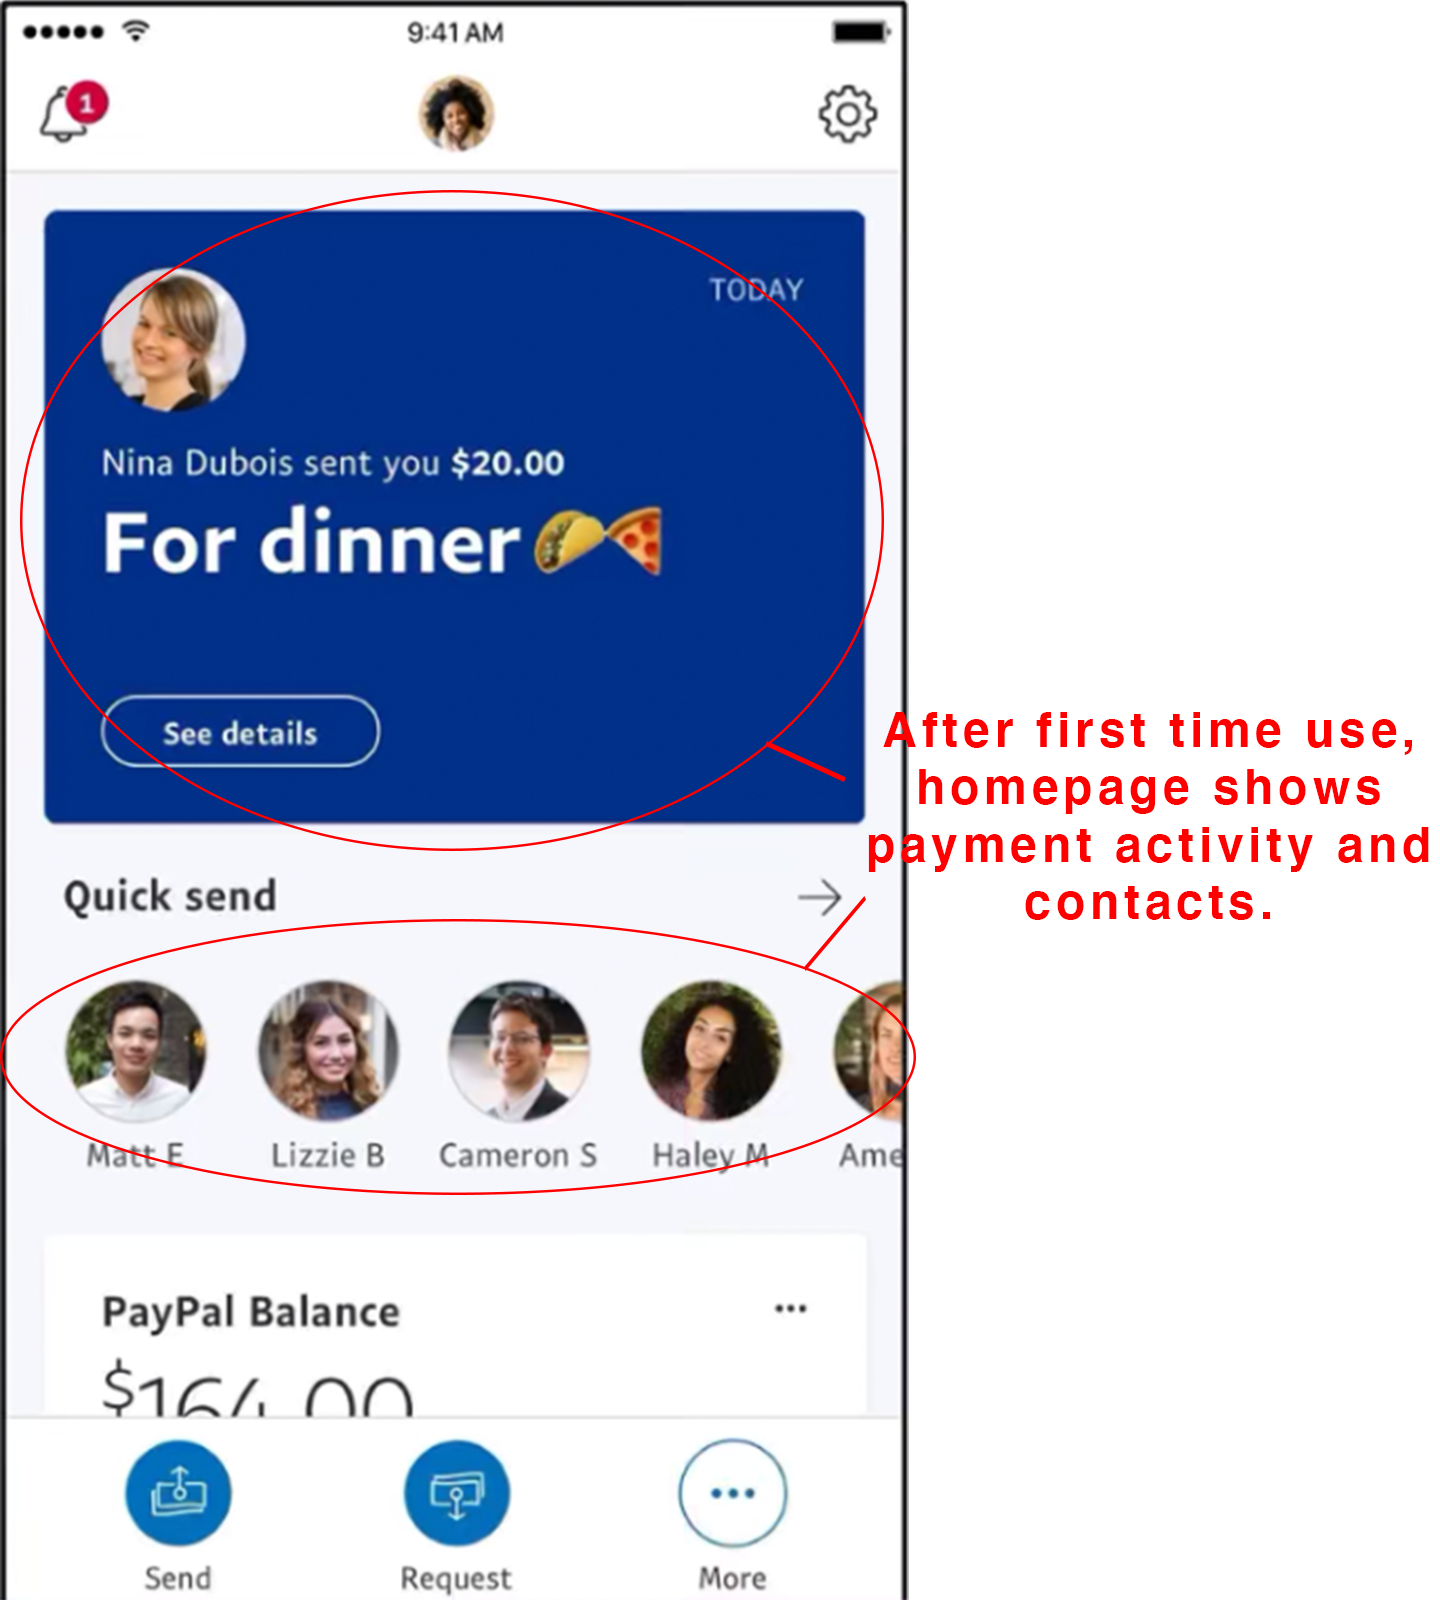 9:41 AM
1
TODAY
Nina Dubois sent you $20.00
For dinner
See details
After first time use,
homepage shows
payment activity and
contacts.
Quick send
Matt E
Lizzie B
Cameron S
Haley M
Ame
PayPal Balance
$164.00
Send
Request
More